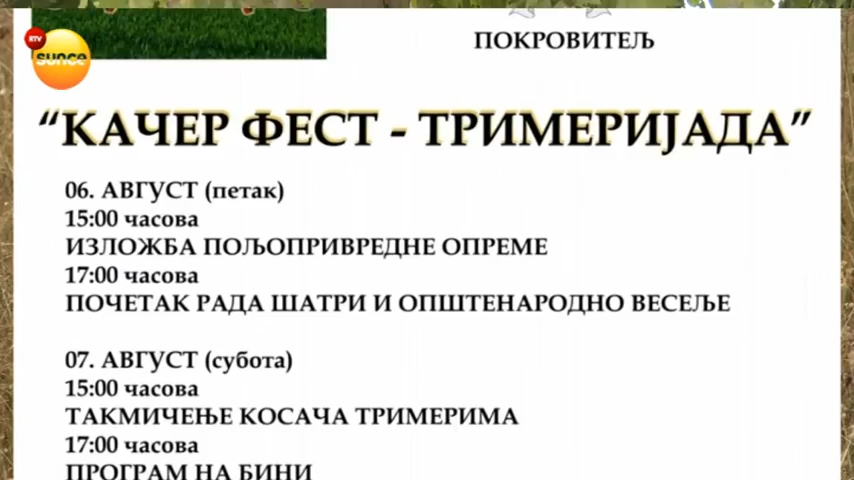 RTV
sunce
ПОКРОВИТЕЉ
“КАЧЕР ФЕСТ - ТРИМЕРИЈАДА”
06. АВГУСТ (петак)
15:00 часова
ИЗЛОЖБА ПОЉОПРИВРЕДНЕ ОПРЕМЕ
17:00 часова
ПОЧЕТАК РАДА ШАТРИ И ОПШТЕНАРОДНО ВЕСЕЉЕ
07. АВГУСТ (субота)
15:00 часова
ТАКМИЧЕЊЕ КОСАЧА ТРИМЕРИМА
17:00 часова
ПРОГРАМ НА БИНИ